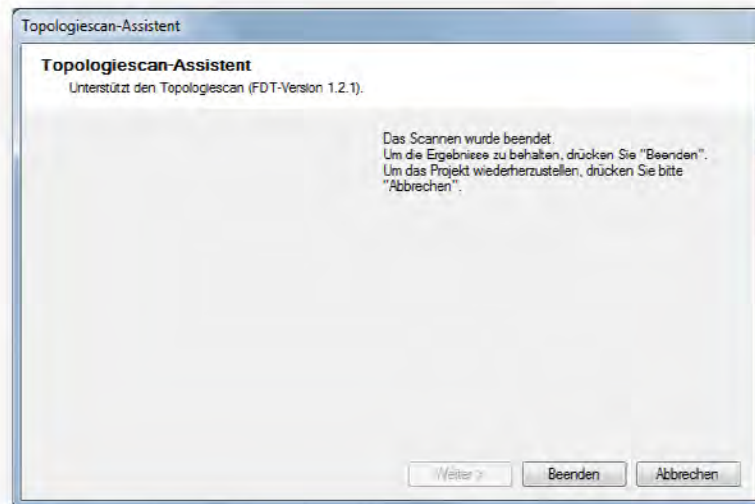 Topologiescan-Assistent
Topologiescan-Assistent
Unterstützt den Topologiescan (FDT-Version 1.2.1).
Das Scannen wurde beendet.
Um die Ergebnisse zu behalten, drücken Sie "Beenden".
Um das Projekt wiederherzustellen, drücken Sie bitte
"Abbrechen".
Weiter >
Beenden
Abbrechen